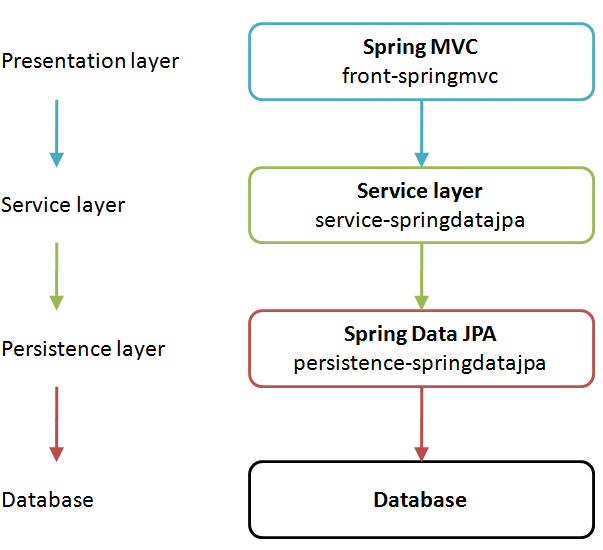 Presentation layer
Spring MVC
front-springmvc
Service layer
Service layer
service-springdatajpa
Persistence layer
Spring Data JPA
persistence-springdatajpa
Database
Database